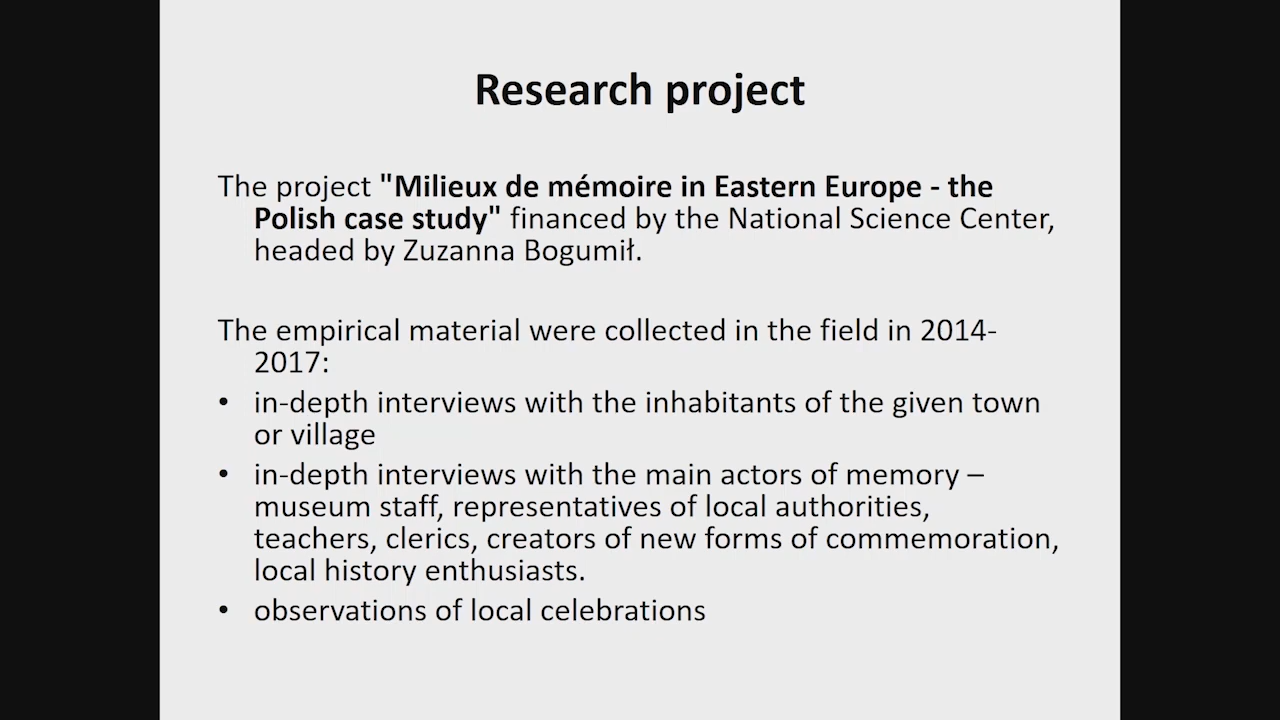 Research project
The project "Milieux de mémoire in Eastern Europe - the
Polish case study" financed by the National Science Center,
headed by Zuzanna Bogumił.
The empirical material were collected in the field in 2014-
2017:
• in-depth interviews with the inhabitants of the given town
or village
• in-depth interviews with the main actors of memory –
museum staff, representatives of local authorities,
teachers, clerics, creators of new forms of commemoration,
local history enthusiasts.
• observations of local celebrations